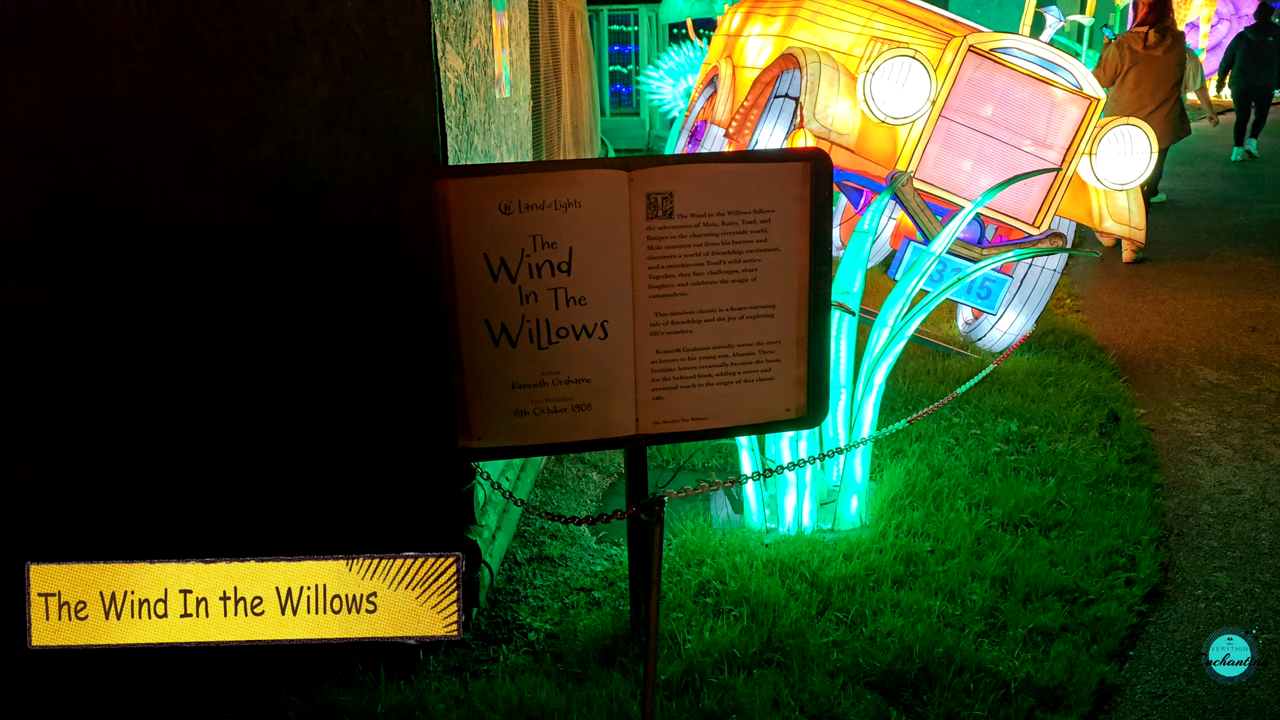 Land of Lights
The
Wind
In The
Willows
Kenneth Grahame
8th October 1908
The Wind in the Willows follows
the adventures of Mole, Ratty, Toad, and
Badger in the charming riverside world.
Mole ventures out from his burrow and
discovers a world of friendship, excitement,
and a mischievous Toad's wild antics.
Together, they face challenges, share
laughter, and celebrate the magic of
camaraderie.
This timeless classic is a heart-warming
tale of friendship and the joy of exploring
life's wonders.
Kenneth Grahame initially wrote the story
as letters to his young son, Alastair. These
bedtime letters eventually became the basis
for the beloved book, adding a sweet and
personal touch to the origin of this classic
tale.
The Wind In The Willows
The Wind In the Willows